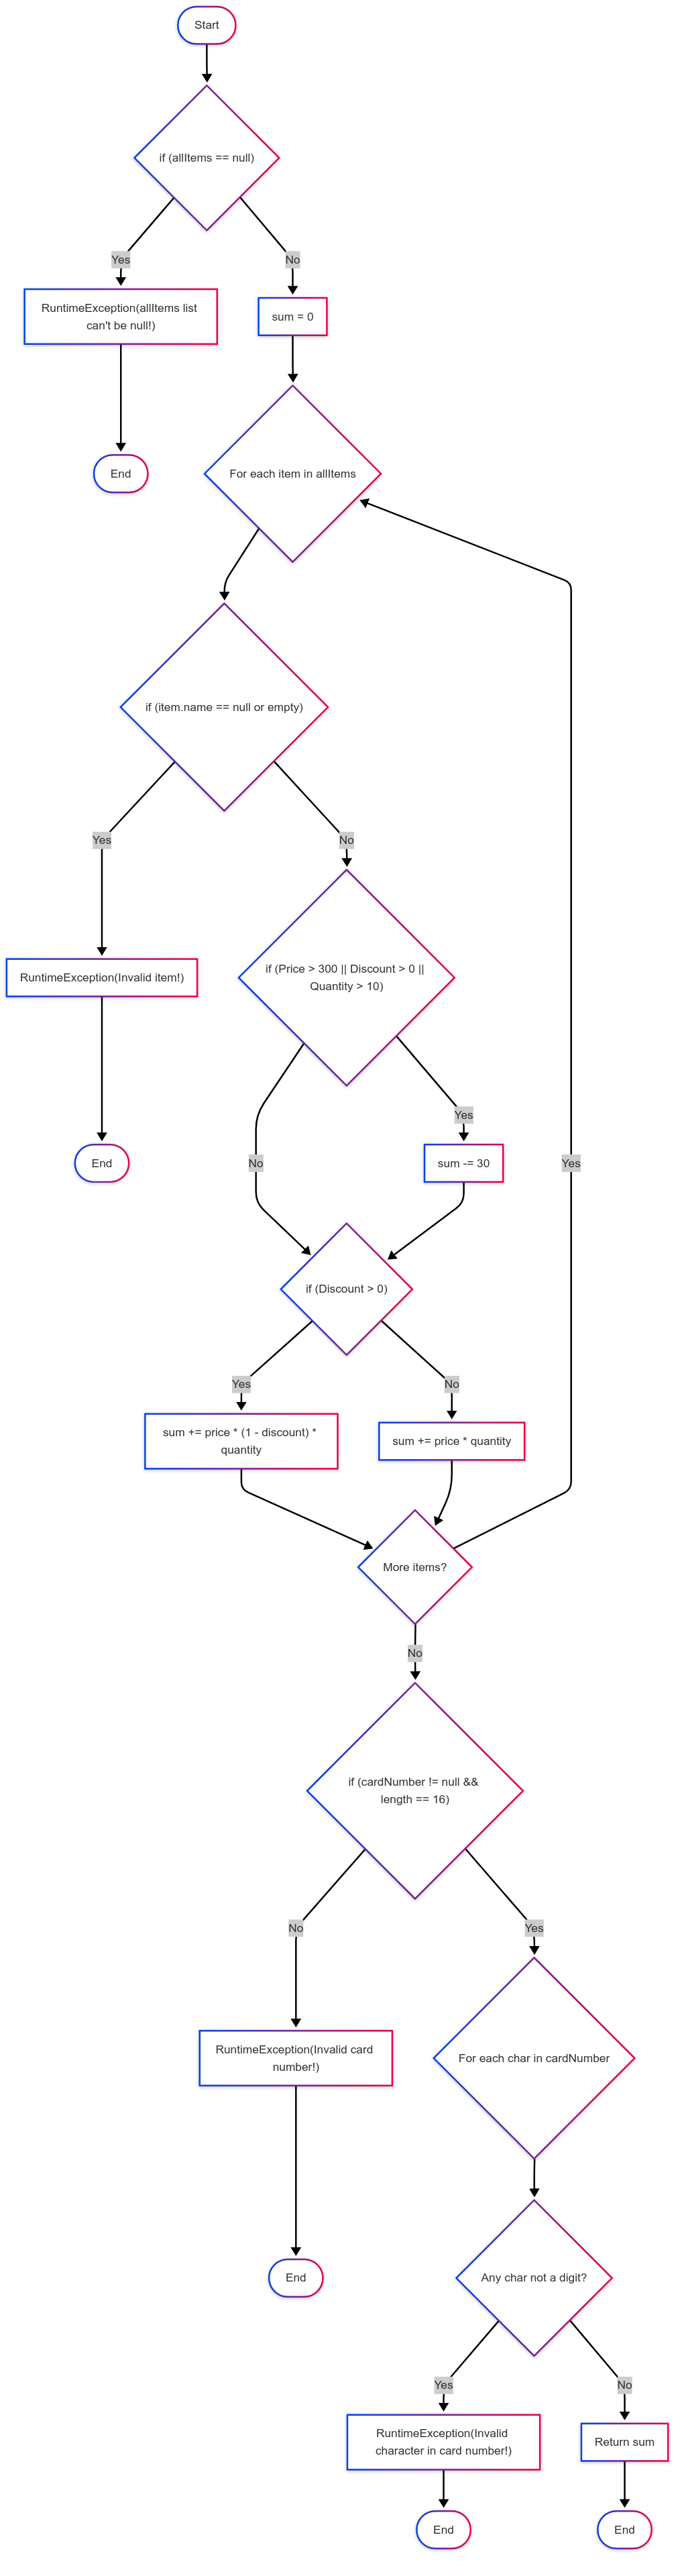 Start
if (allItems == null)
Yes
No
RuntimeException(allItems list
can't be null!)
sum = 0
End
For each item in allItems
if (item.name == null or empty)
Yes
No
if (Price > 300 || Discount > 0 ||
Quantity > 10)
RuntimeException(Invalid item!)
Yes
End
No
sum -= 30
Yes
if (Discount > 0)
Yes
No
sum += price * (1 - discount) *
quantity
sum += price * quantity
More items?
No
if (cardNumber != null &&
length == 16)
No
Yes
RuntimeException(Invalid card
number!)
For each char in cardNumber
End
Any char not a digit?
Yes
No
RuntimeException(Invalid
character in card number!)
Return sum
End
End